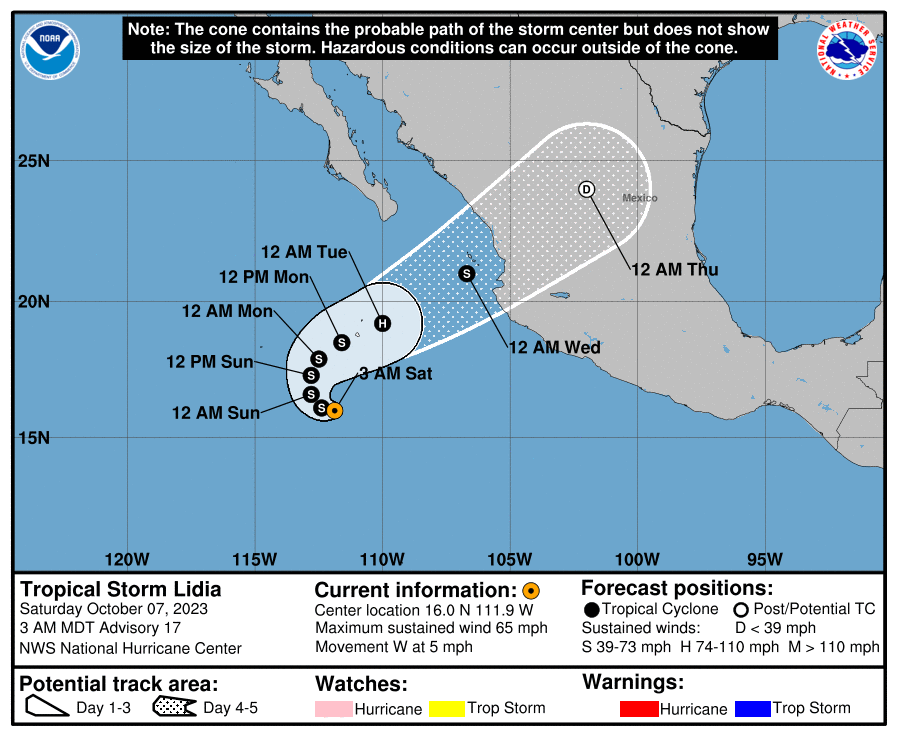 Note: The cone contains the probable path of the storm center but does not show
the size of the storm. Hazardous conditions can occur outside of the cone.
NOAA
NATIONAL WEATHER SERVICE
25N
D
Mexico
12 AM Tue
12 AM Thu
12 PM Mon
S
20N
12 AM Mon
H
S
12 AM Wed
S
12 PM Sun
S
3 AM Sat
S
12 AM Sun
S
15N
120W
115W
110W
105W
100W
95W
Tropical Storm Lidia
Saturday October 07, 2023
3 AM MDT Advisory 17
NWS National Hurricane Center
Current information:
Center location 16.0 N 111.9 W
Maximum sustained wind 65 mph
Movement W at 5 mph
Forecast positions:
Tropical Cyclone Post/Potential TC
Sustained winds: D < 39 mph
S 39-73 mph H 74-110 mph M > 110 mph
Potential track area:
Day 1-3 Day 4-5
Watches:
Hurricane Trop Storm
Warnings:
Hurricane Trop Storm